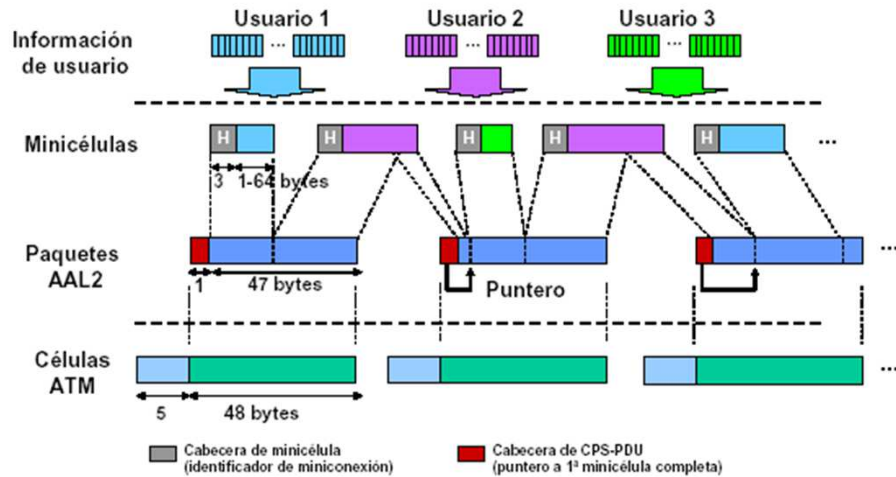 Usuario 1
Usuario 2
Usuario 3
Información
de usuario
...
...
...
Minicélulas
H
H
H
H
H
...
3
1-64 bytes
Paquetes
AAL2
...
1
47 bytes
Puntero
Células
ATM
...
5
48 bytes
Cabecera de minicélula
(identificador de miniconexión)
Cabecera de CPS-PDU
(puntero a 1ª minicélula completa)